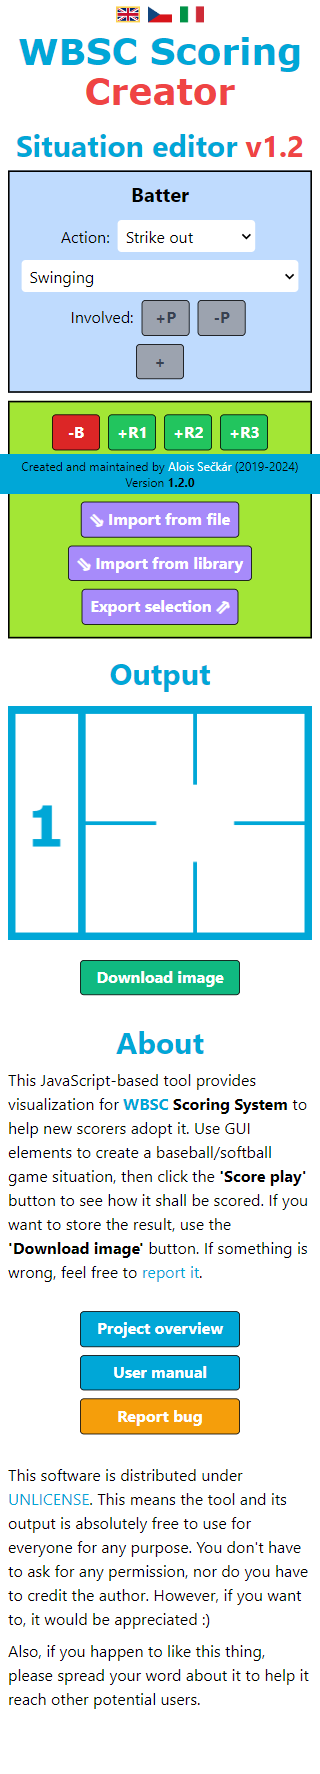 WBSC Scoring
Creator
Situation editor v1.2
Batter
Action: Strike out
Swinging
Involved: +P -P
+
-B +R1 +R2 +R3
Created and maintained by Alois Sečkár (2019-2024)
Version 1.2.0
⇘ Import from file
⇘ Import from library
Export selection ⇗
Output
1
Download image
About
This JavaScript-based tool provides
visualization for WBSC Scoring System to
help new scorers adopt it. Use GUI
elements to create a baseball/softball
game situation, then click the 'Score play'
button to see how it shall be scored. If you
want to store the result, use the
'Download image' button. If something is
wrong, feel free to report it.
Project overview
User manual
Report bug
This software is distributed under
UNLICENSE. This means the tool and its
output is absolutely free to use for
everyone for any purpose. You don't have
to ask for any permission, nor do you have
to credit the author. However, if you want
to, it would be appreciated :)
Also, if you happen to like this thing,
please spread your word about it to help it
reach other potential users.